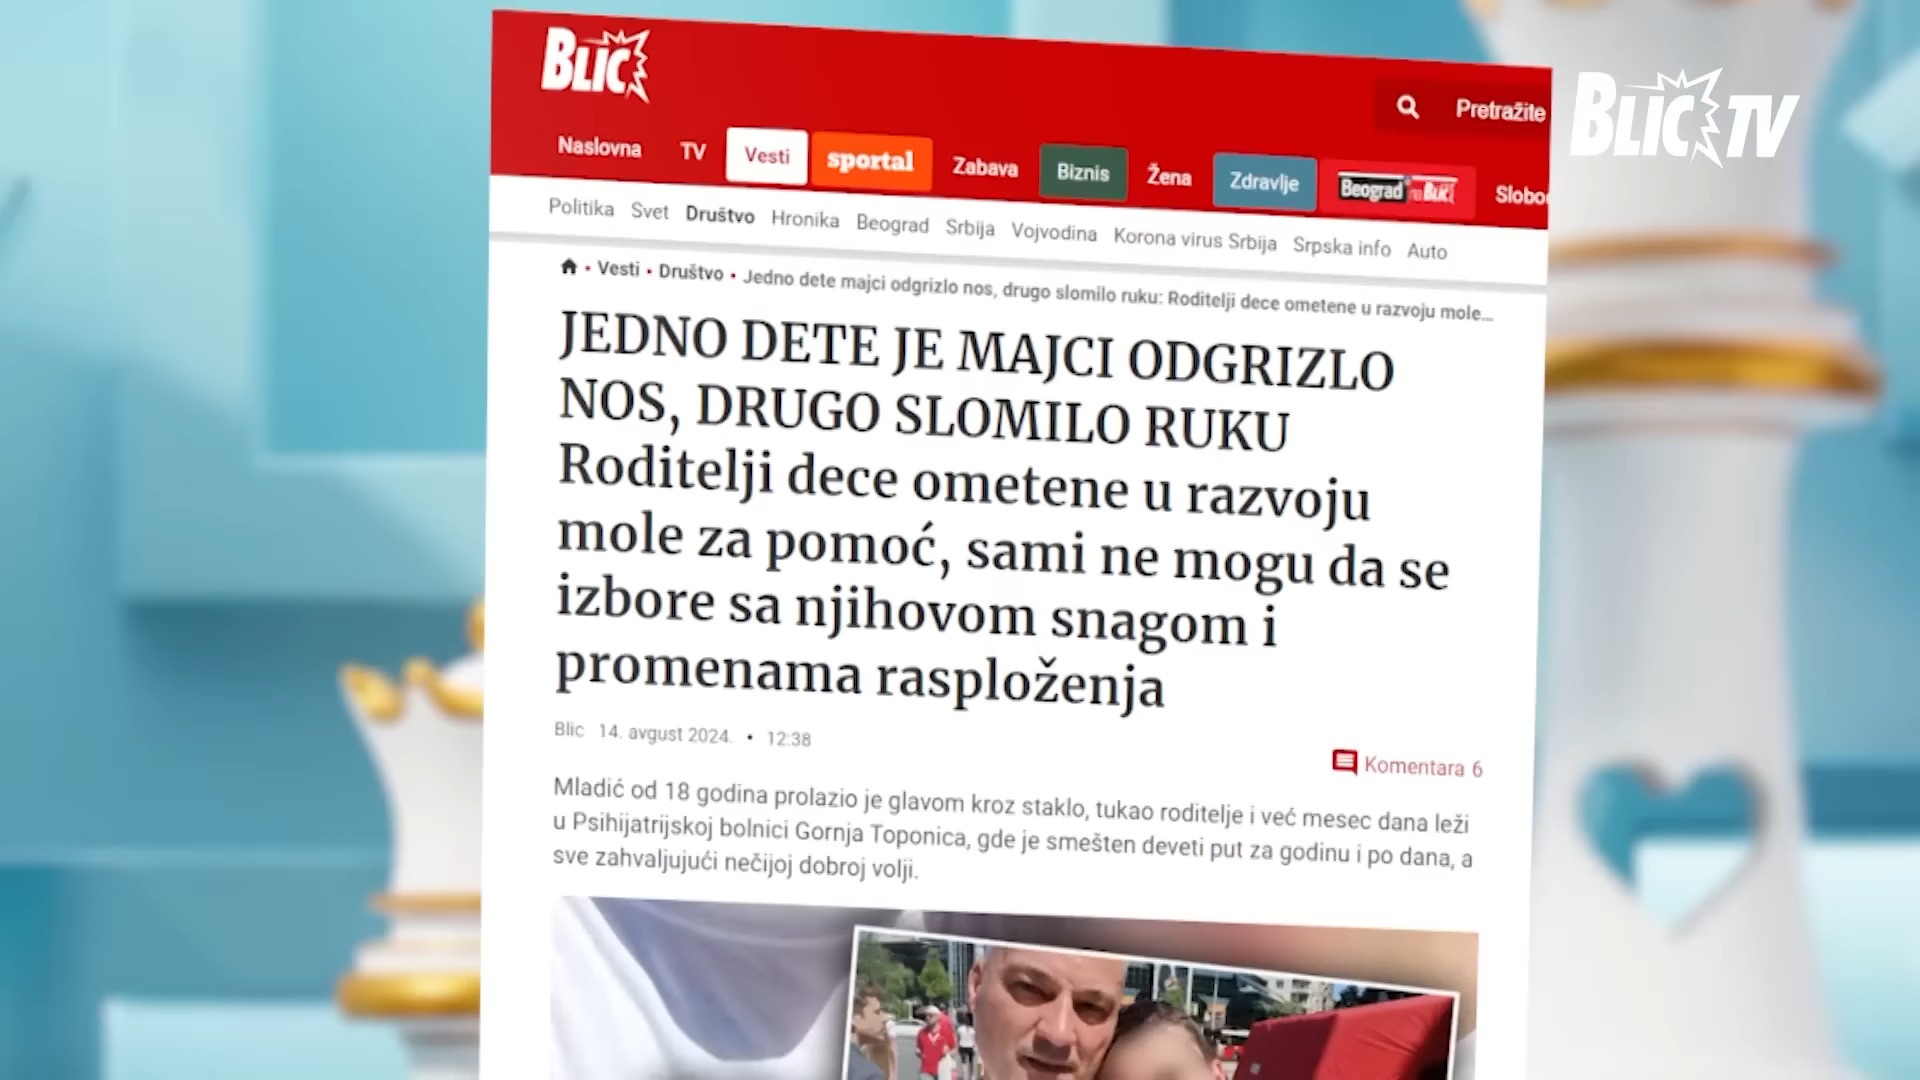 BLIC
Pretražite
BLIC TV
Naslovna TV Vesti sportal Zabava Biznis Žena Zdravlje Beograd BLIC
Politika Svet Društvo Hronika Beograd Srbija Vojvodina Korona virus Srbija Srpska info Auto
• Vesti • Društvo • Jedno dete majci odgrizlo nos, drugo slomilo ruku: Roditelji dece ometene u razvoju mole...
JEDNO DETE JE MAJCI ODGRIZLO
NOS, DRUGO SLOMILO RUKU
Roditelji dece ometene u razvoju
mole za pomoć, sami ne mogu da se
izbore sa njihovom snagom i
promenama raspoloženja
Blic 14. avgust 2024. • 12:38
Komentara 6
Mladić od 18 godina prolazio je glavom kroz staklo, tukao roditelje i već mesec dana leži
u Psihijatrijskoj bolnici Gornja Toponica, gde je smešten deveti put za godinu i po dana, a
sve zahvaljujući nečijoj dobroj volji.